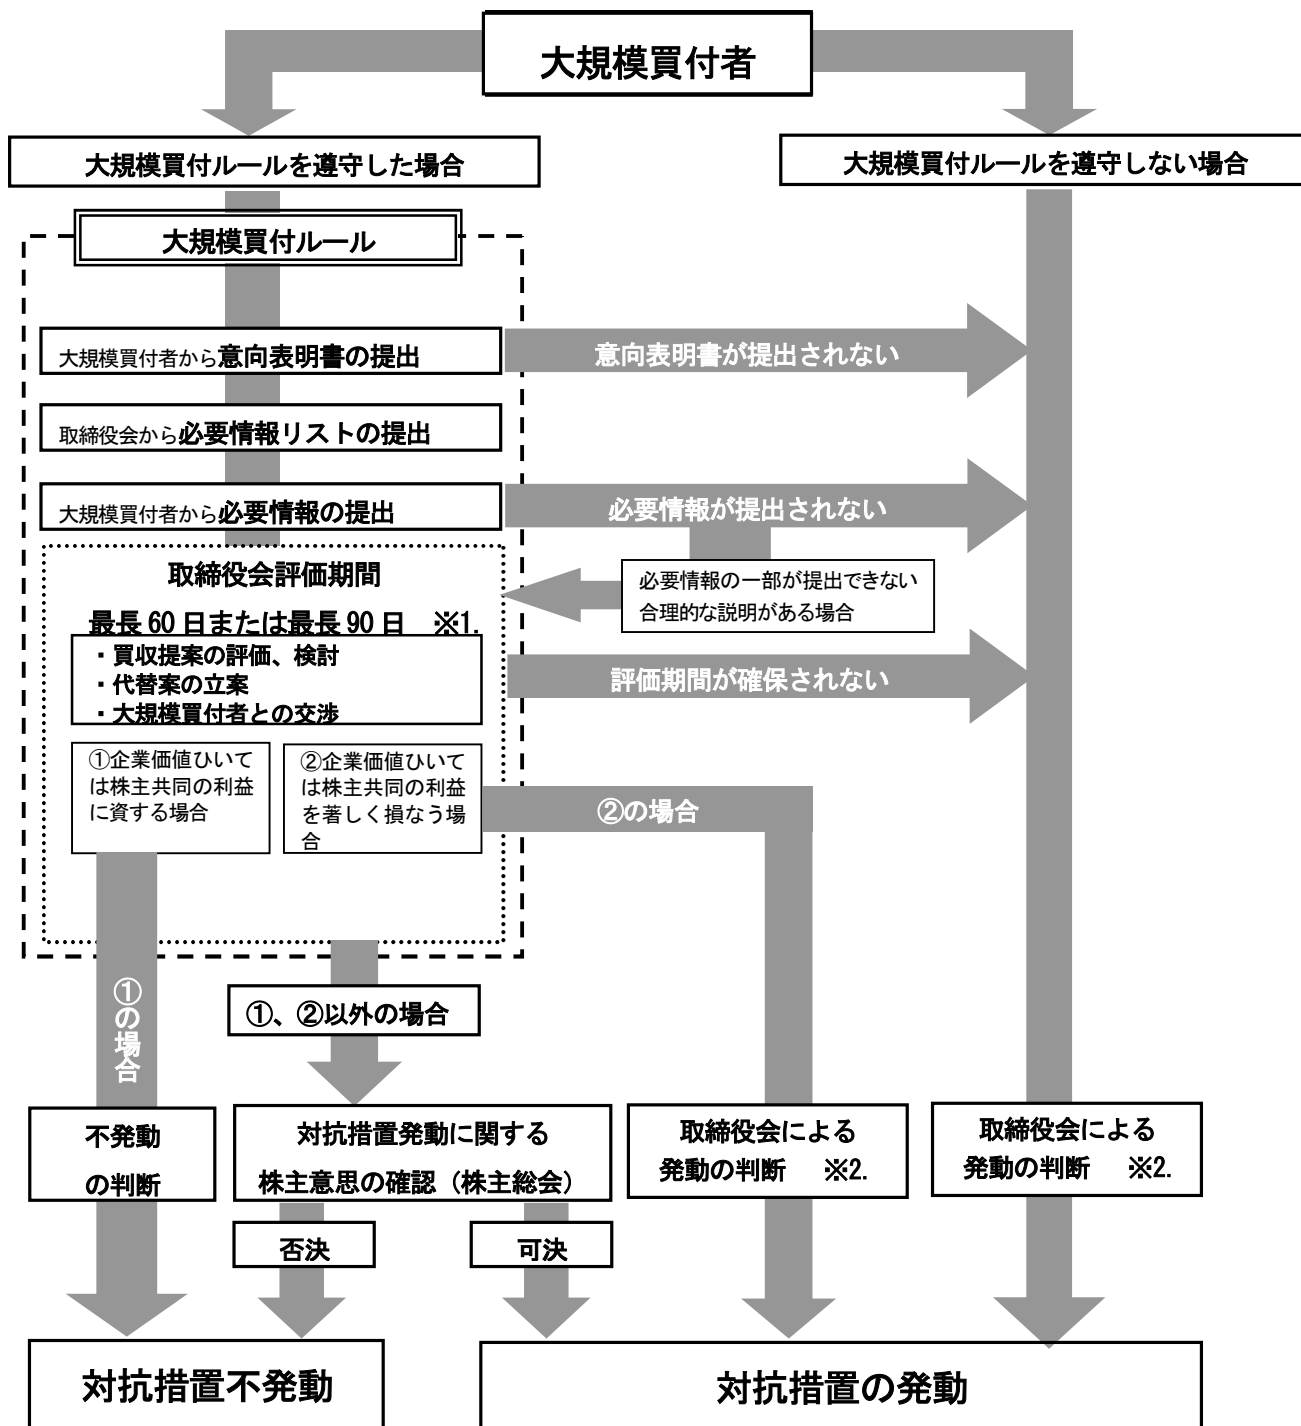 大規模買付者
大規模買付ルールを遵守した場合
大規模買付ルールを遵守しない場合
大規模買付ルール
大規模買付者から意向表明書の提出
意向表明書が提出されない
取締役会から必要情報リストの提出
大規模買付者から必要情報の提出
必要情報が提出されない
取締役会評価期間
最長 60 日または最長 90 日 ※1.
必要情報の一部が提出できない
合理的な説明がある場合
・買収提案の評価、検討
・代替案の立案
・大規模買付者との交渉
評価期間が確保されない
①企業価値ひいて
は株主共同の利益
に資する場合
②企業価値ひいて
は株主共同の利益
を著しく損なう場
合
②の場合
①の場合
①、②以外の場合
不発動
の判断
対抗措置発動に関する
株主意思の確認（株主総会）
取締役会による
発動の判断 ※2.
取締役会による
発動の判断 ※2.
否決
可決
対抗措置不発動
対抗措置の発動